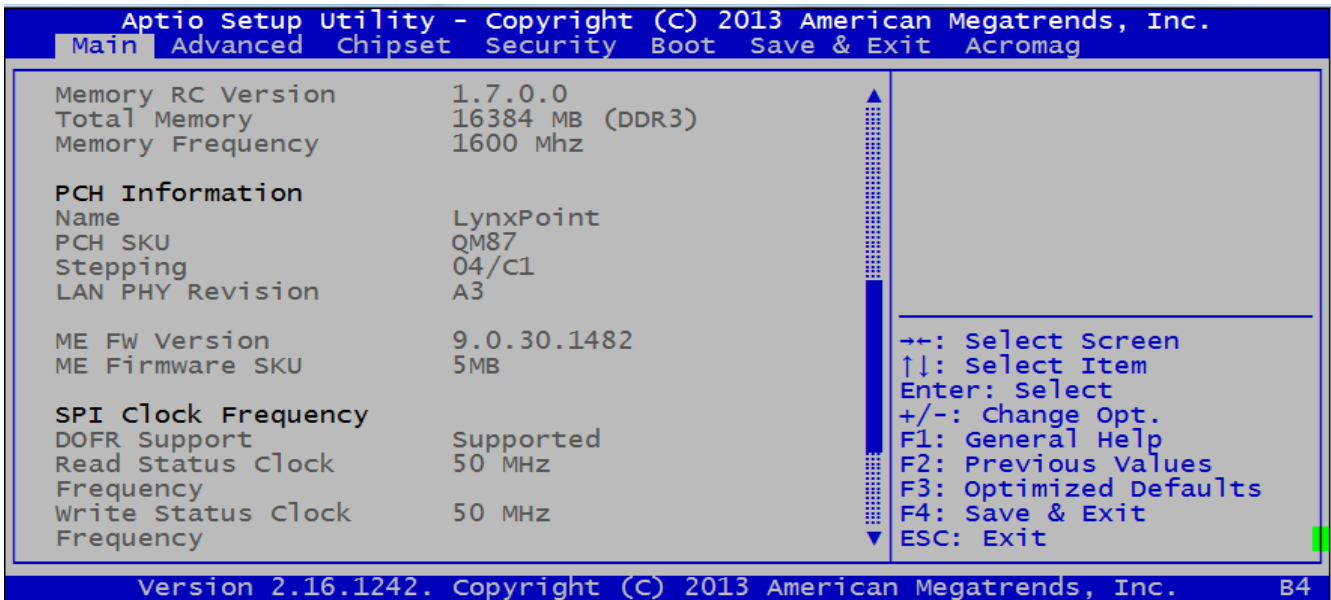 Aptio Setup Utility - Copyright (C) 2013 American Megatrends, Inc.
Main Advanced Chipset Security Boot Save & Exit Acromag
Memory RC Version 1.7.0.0
Total Memory 16384 MB (DDR3)
Memory Frequency 1600 Mhz
PCH Information
Name LynxPoint
PCH SKU QM87
Stepping 04/C1
LAN PHY Revision A3
ME FW Version 9.0.30.1482
ME Firmware SKU 5MB
SPI Clock Frequency
DOFR Support Supported
Read Status Clock 50 MHz
Frequency
Write Status Clock 50 MHz
Frequency
→←: Select Screen
↑↓: Select Item
Enter: Select
+/-: Change Opt.
F1: General Help
F2: Previous Values
F3: Optimized Defaults
F4: Save & Exit
ESC: Exit
Version 2.16.1242. Copyright (C) 2013 American Megatrends, Inc. B4